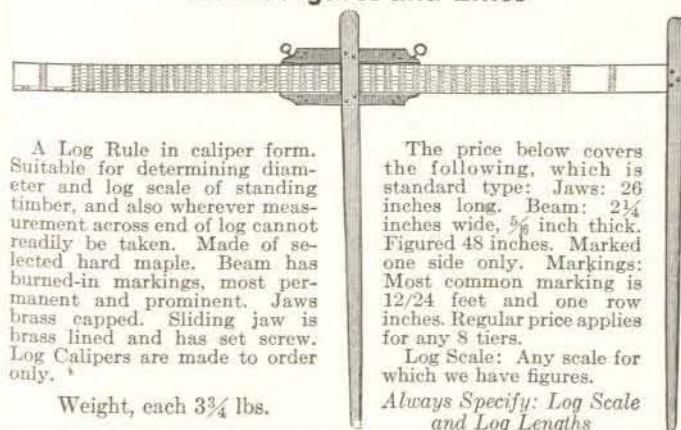 A Log Rule in caliper form.
Suitable for determining diam-
eter and log scale of standing
timber, and also wherever meas-
urement across end of log cannot
readily be taken. Made of se-
lected hard maple. Beam has
burned-in markings, most per-
manent and prominent. Jaws
brass capped. Sliding jaw is
brass lined and has set screw.
Log Calipers are made to order
only.
Weight, each 3¾ lbs.
The price below covers
the following, which is
standard type: Jaws: 26
inches long. Beam: 2¼
inches wide, 5/16 inch thick.
Figured 48 inches. Marked
one side only. Markings:
Most common marking is
12/24 feet and one row
inches. Regular price applies
for any 8 tiers.
Log Scale: Any scale for
which we have figures.
Always Specify: Log Scale
and Log Lengths